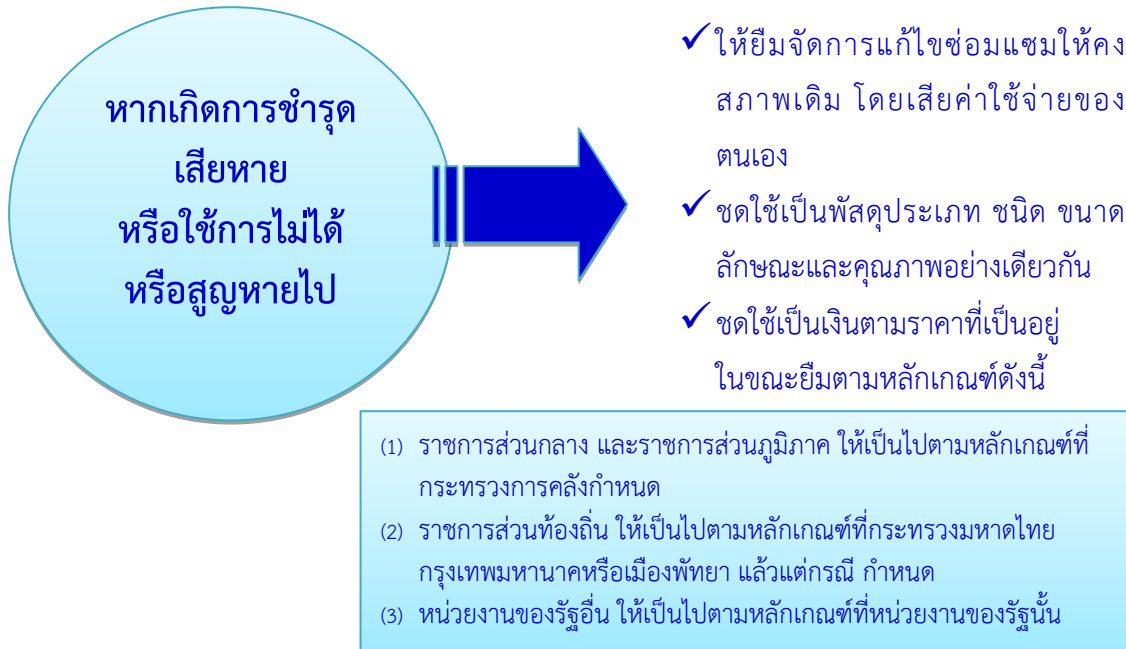 หากเกิดการชำรุด
เสียหาย
หรือใช้การไม่ได้
หรือสูญหายไป
✓ ให้ยืมจัดการแก้ไขซ่อมแซมให้คง
สภาพเดิม โดยเสียค่าใช้จ่ายของ
ตนเอง
✓ ชดใช้เป็นพัสดุประเภท ชนิด ขนาด
ลักษณะและคุณภาพอย่างเดียวกัน
✓ ชดใช้เป็นเงินตามราคาที่เป็นอยู่
ในขณะยืมตามหลักเกณฑ์ดังนี้
(1) ราชการส่วนกลาง และราชการส่วนภูมิภาค ให้เป็นไปตามหลักเกณฑ์ที่
กระทรวงการคลังกำหนด
(2) ราชการส่วนท้องถิ่น ให้เป็นไปตามหลักเกณฑ์ที่กระทรวงมหาดไทย
กรุงเทพมหานาคหรือเมืองพัทยา แล้วแต่กรณี กำหนด
(3) หน่วยงานของรัฐอื่น ให้เป็นไปตามหลักเกณฑ์ที่หน่วยงานของรัฐนั้น